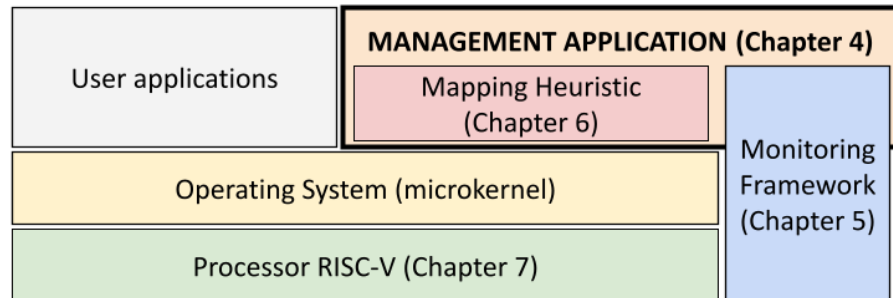 User applications
MANAGEMENT APPLICATION (Chapter 4)
Mapping Heuristic
(Chapter 6)
Monitoring
Framework
(Chapter 5)
Operating System (microkernel)
Processor RISC-V (Chapter 7)